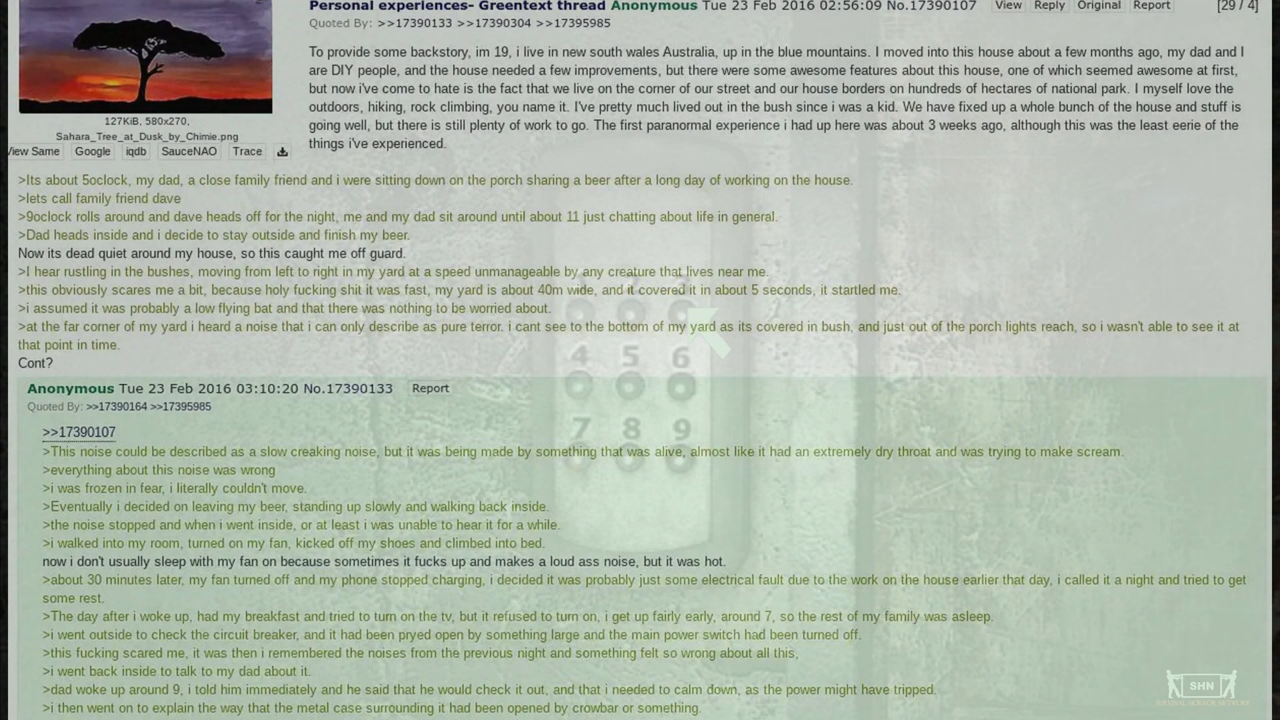 Personal experiences- Greentext thread Anonymous Tue 23 Feb 2016 02:56:09 No.17390107 View Reply Original Report [29 / 4]
Quoted By: >>17390133 >>17390304 >>17395985
To provide some backstory, im 19, i live in new south wales Australia, up in the blue mountains. I moved into this house about a few months ago, my dad and I
are DIY people, and the house needed a few improvements, but there were some awesome features about this house, one of which seemed awesome at first,
but now i've come to hate is the fact that we live on the corner of our street and our house borders on hundreds of hectares of national park. I myself love the
outdoors, hiking, rock climbing, you name it. I've pretty much lived out in the bush since i was a kid. We have fixed up a whole bunch of the house and stuff is
going well, but there is still plenty of work to go. The first paranormal experience i had up here was about 3 weeks ago, although this was the least eerie of the
things i've experienced.
127KiB, 580x270,
Sahara_Tree_at_Dusk_by_Chimie.png
View Same Google iqdb SauceNAO Trace
>Its about 5oclock, my dad, a close family friend and i were sitting down on the porch sharing a beer after a long day of working on the house.
>lets call family friend dave
>9oclock rolls around and dave heads off for the night, me and my dad sit around until about 11 just chatting about life in general.
>Dad heads inside and i decide to stay outside and finish my beer.
Now its dead quiet around my house, so this caught me off guard.
>I hear rustling in the bushes, moving from left to right in my yard at a speed unmanageable by any creature that lives near me.
>this obviously scares me a bit, because holy fucking shit it was fast, my yard is about 40m wide, and it covered it in about 5 seconds, it startled me.
>i assumed it was probably a low flying bat and that there was nothing to be worried about.
>at the far corner of my yard i heard a noise that i can only describe as pure terror. i cant see to the bottom of my yard as its covered in bush, and just out of the porch lights reach, so i wasn't able to see it at
that point in time.
Cont?
4 5 6
7 8 9
Anonymous Tue 23 Feb 2016 03:10:20 No.17390133 Report
Quoted By: >>17390164 >>17395985
>>17390107
>This noise could be described as a slow creaking noise, but it was being made by something that was alive, almost like it had an extremely dry throat and was trying to make scream.
>everything about this noise was wrong
>i was frozen in fear, i literally couldn't move.
>Eventually i decided on leaving my beer, standing up slowly and walking back inside.
>the noise stopped and when i went inside, or at least i was unable to hear it for a while.
>i walked into my room, turned on my fan, kicked off my shoes and climbed into bed.
now i don't usually sleep with my fan on because sometimes it fucks up and makes a loud ass noise, but it was hot.
>about 30 minutes later, my fan turned off and my phone stopped charging, i decided it was probably just some electrical fault due to the work on the house earlier that day, i called it a night and tried to get
some rest.
>The day after i woke up, had my breakfast and tried to turn on the tv, but it refused to turn on, i get up fairly early, around 7, so the rest of my family was asleep.
>i went outside to check the circuit breaker, and it had been pryed open by something large and the main power switch had been turned off.
>this fucking scared me, it was then i remembered the noises from the previous night and something felt so wrong about all this,
>i went back inside to talk to my dad about it.
>dad woke up around 9, i told him immediately and he said that he would check it out, and that i needed to calm down, as the power might have tripped.
>i then went on to explain the way that the metal case surrounding it had been opened by crowbar or something.
SHN